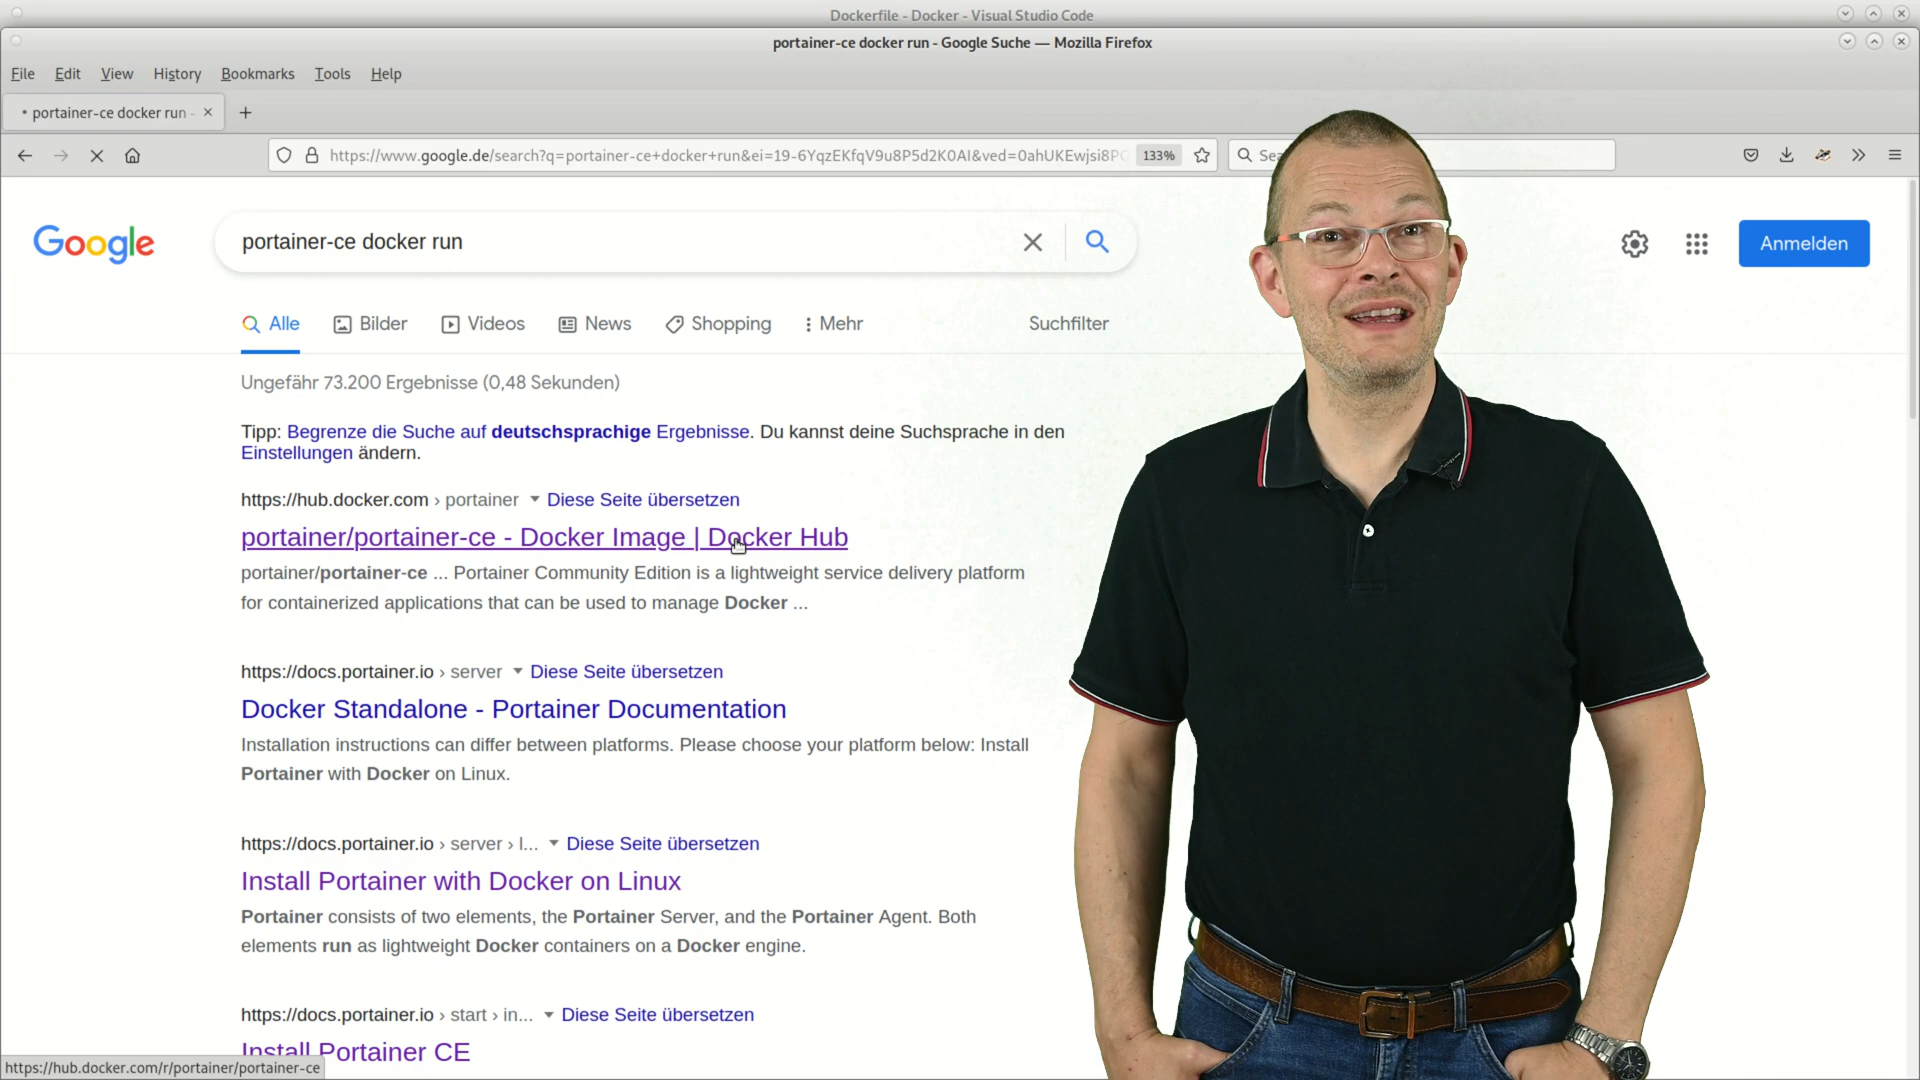 Dockerfile - Docker - Visual Studio Code
portainer-ce docker run - Google Suche — Mozilla Firefox
File Edit View History Bookmarks Tools Help
• portainer-ce docker run -
https://www.google.de/search?q=portainer-ce+docker+run&ei=19-6YqzEKfqV9u8P5d2K0AI&ved=0ahUKEwjsi8PC 133% Sea
Google
portainer-ce docker run
Anmelden
Alle Bilder Videos News Shopping Mehr Suchfilter
Ungefähr 73.200 Ergebnisse (0,48 Sekunden)
Tipp: Begrenze die Suche auf deutschsprachige Ergebnisse. Du kannst deine Suchsprache in den
Einstellungen ändern.
https://hub.docker.com › portainer Diese Seite übersetzen
portainer/portainer-ce - Docker Image | Docker Hub
portainer/portainer-ce ... Portainer Community Edition is a lightweight service delivery platform
for containerized applications that can be used to manage Docker ...
https://docs.portainer.io › server Diese Seite übersetzen
Docker Standalone - Portainer Documentation
Installation instructions can differ between platforms. Please choose your platform below: Install
Portainer with Docker on Linux.
https://docs.portainer.io › server › l... Diese Seite übersetzen
Install Portainer with Docker on Linux
Portainer consists of two elements, the Portainer Server, and the Portainer Agent. Both
elements run as lightweight Docker containers on a Docker engine.
https://docs.portainer.io › start › in... Diese Seite übersetzen
Install Portainer CE
https://hub.docker.com/r/portainer/portainer-ce